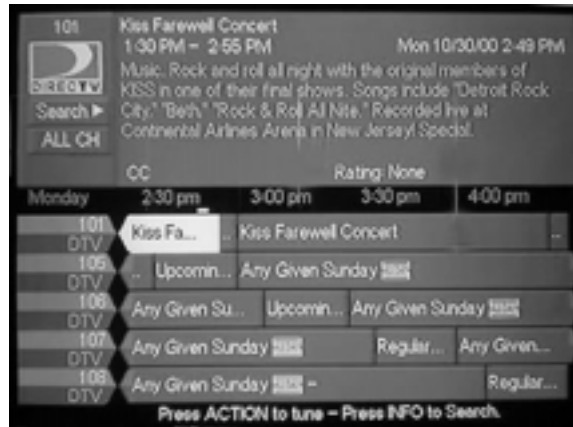 101
Kiss Farewell Concert
1:30 PM - 2:55 PM Mon 10/30/00 2:49 PM
Music. Rock and roll all night with the original members of
KISS in one of their final shows. Songs include "Detroit Rock
City," "Beth," "Rock & Roll All Nite." Recorded live at
Continental Airlines Arena in New Jersey! Special.
DIRECTV
Search
ALL CH
CC Rating: None
Monday 2:30 pm 3:00 pm 3:30 pm 4:00 pm
101 DTV Kiss Fa... .. Kiss Farewell Concert ..
105 DTV .. Upcomin... Any Given Sunday
106 DTV Any Given Su... Upcomin... Any Given Sunday
107 DTV Any Given Sunday Regular... Any Given...
108 DTV Any Given Sunday - Regular...
Press ACTION to tune - Press INFO to Search.